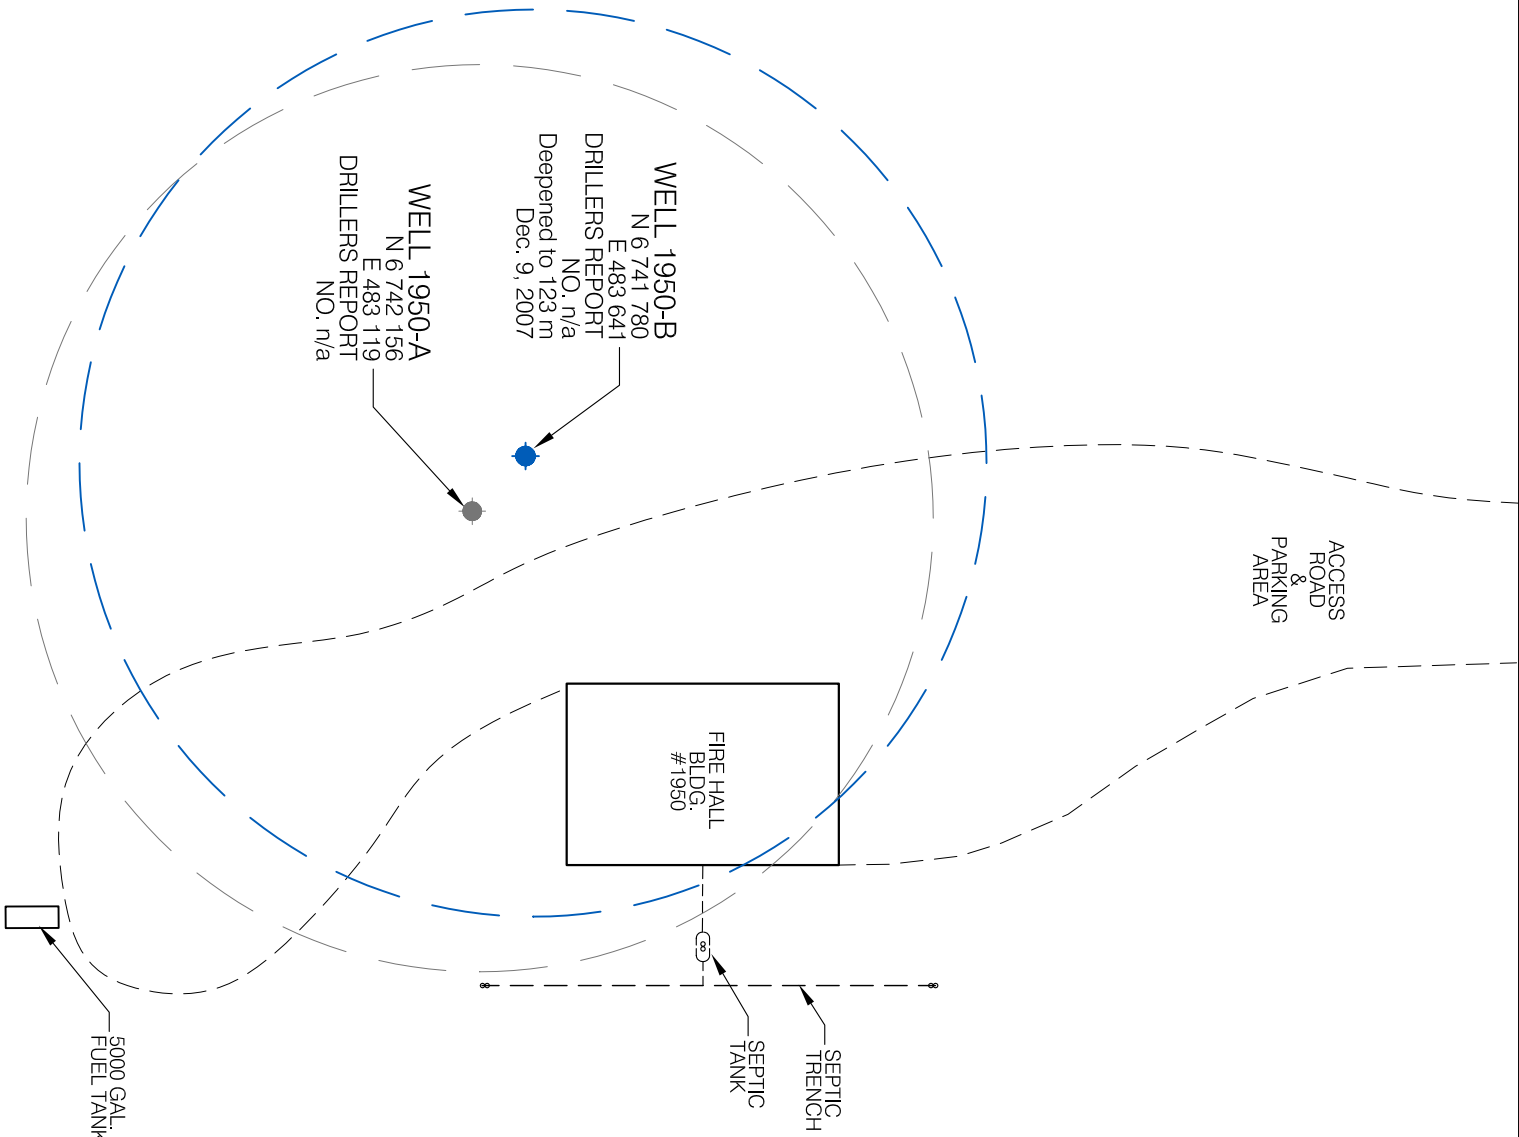 WELL 1950-B
N 6 741 780
E 483 641
DRILLERS REPORT
NO. n/a
Deepened to 123 m
Dec. 9, 2007
WELL 1950-A
N 6 742 156
E 483 119
DRILLERS REPORT
NO. n/a
ACCESS
ROAD
&
PARKING
AREA
FIRE HALL
BLDG.
#1950
SEPTIC
TRENCH
SEPTIC
TANK
5000 GAL.
FUEL TANK